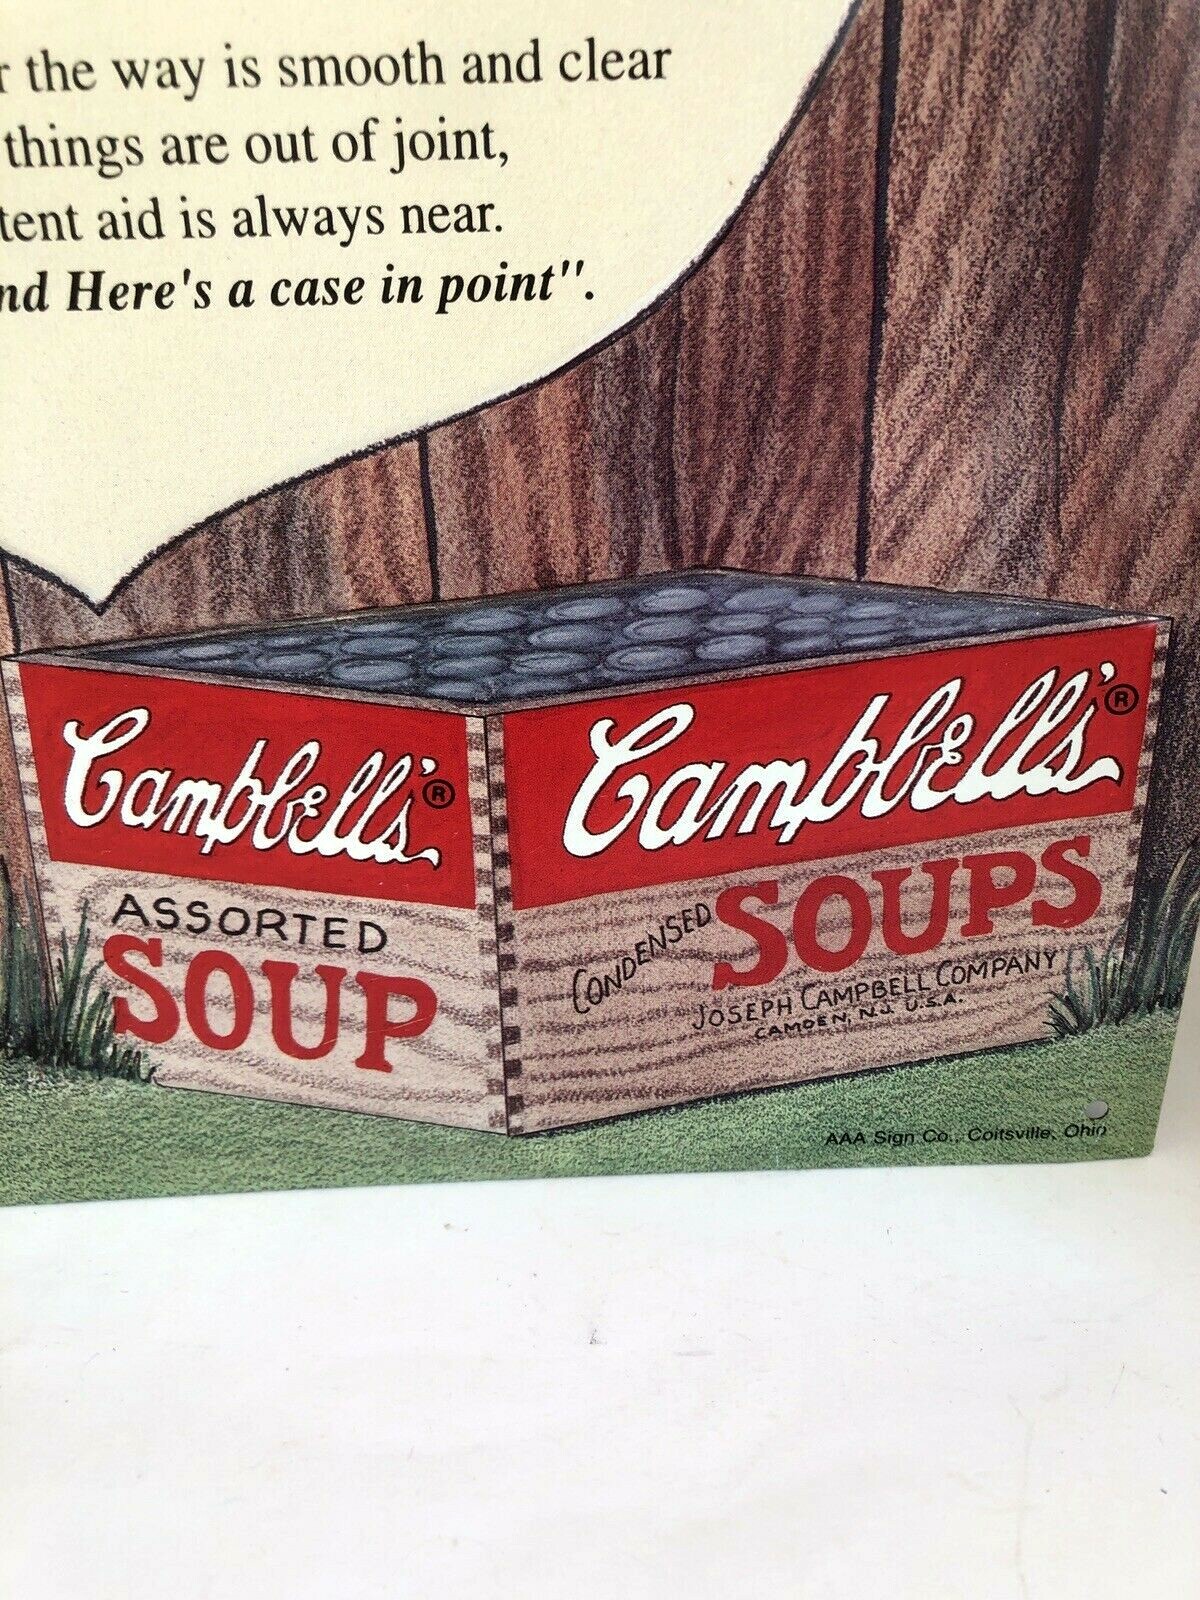 r the way is smooth and clear
things are out of joint,
tent aid is always near.
nd Here's a case in point".
Campbell's®
ASSORTED
SOUP
Campbell's®
CONDENSED SOUPS
JOSEPH CAMPBELL COMPANY
CAMDEN, N.J. U.S.A.
AAA Sign Co., Coitsville, Ohio